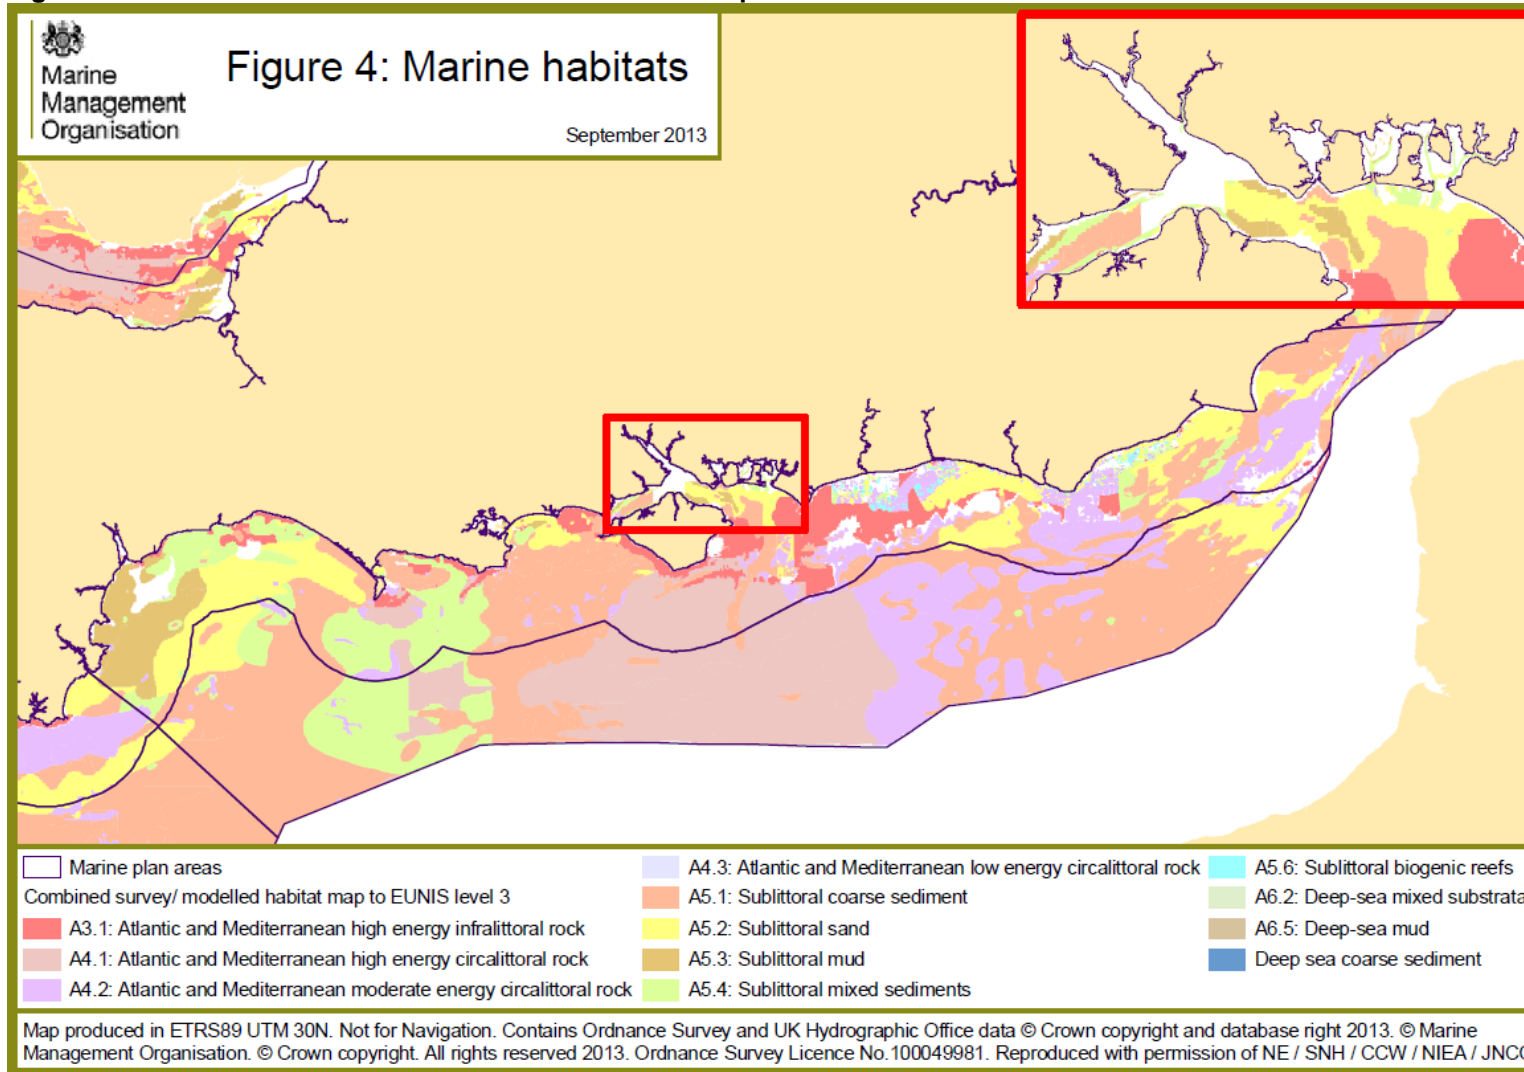 Marine
Management
Organisation
Figure 4: Marine habitats
September 2013
Marine plan areas
Combined survey/ modelled habitat map to EUNIS level 3
A3.1: Atlantic and Mediterranean high energy infralittoral rock
A4.1: Atlantic and Mediterranean high energy circalittoral rock
A4.2: Atlantic and Mediterranean moderate energy circalittoral rock
A4.3: Atlantic and Mediterranean low energy circalittoral rock
A5.1: Sublittoral coarse sediment
A5.2: Sublittoral sand
A5.3: Sublittoral mud
A5.4: Sublittoral mixed sediments
A5.6: Sublittoral biogenic reefs
A6.2: Deep-sea mixed substrata
A6.5: Deep-sea mud
Deep sea coarse sediment
Map produced in ETRS89 UTM 30N. Not for Navigation. Contains Ordnance Survey and UK Hydrographic Office data © Crown copyright and database right 2013. © Marine
Management Organisation. © Crown copyright. All rights reserved 2013. Ordnance Survey Licence No.100049981. Reproduced with permission of NE / SNH / CCW / NIEA / JNCC